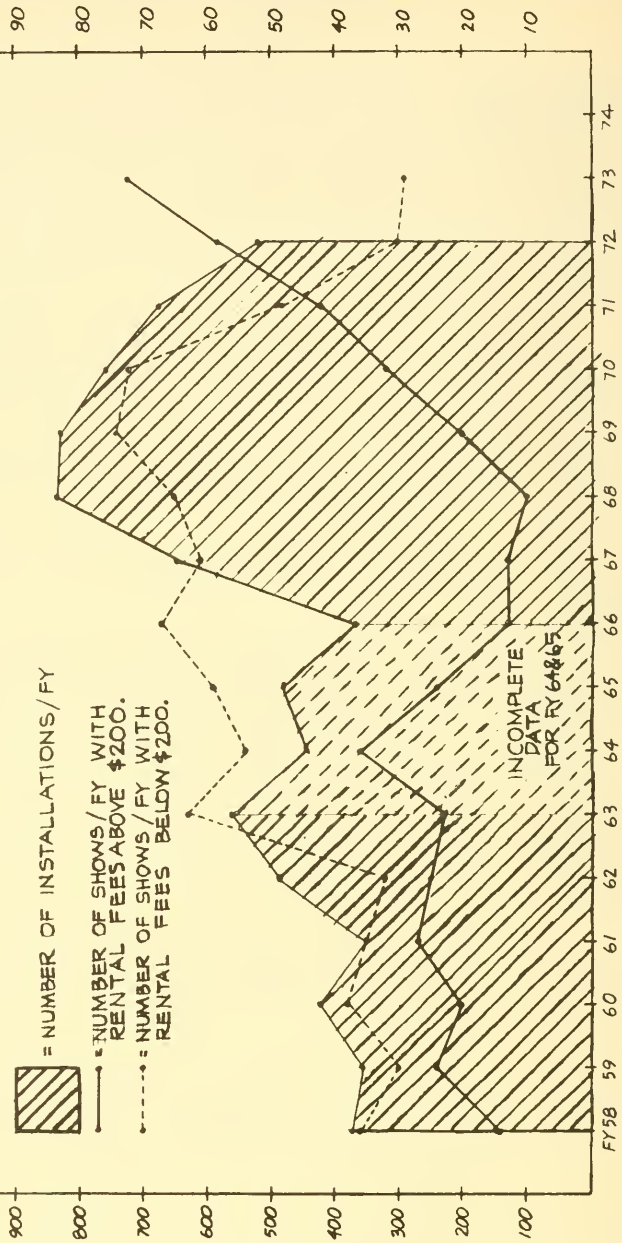 = NUMBER OF INSTALLATIONS/FY
= NUMBER OF SHOWS/FY WITH
RENTAL FEES ABOVE $200.
= NUMBER OF SHOWS/FY WITH
RENTAL FEES BELOW $200.
900
800
700
600
500
400
300
200
100
90
80
70
60
50
40
30
20
10
INCOMPLETE
DATA
FOR FY 64&65
FY58 59 60 61 62 63 64 65 66 67 68 69 70 71 72 73 74